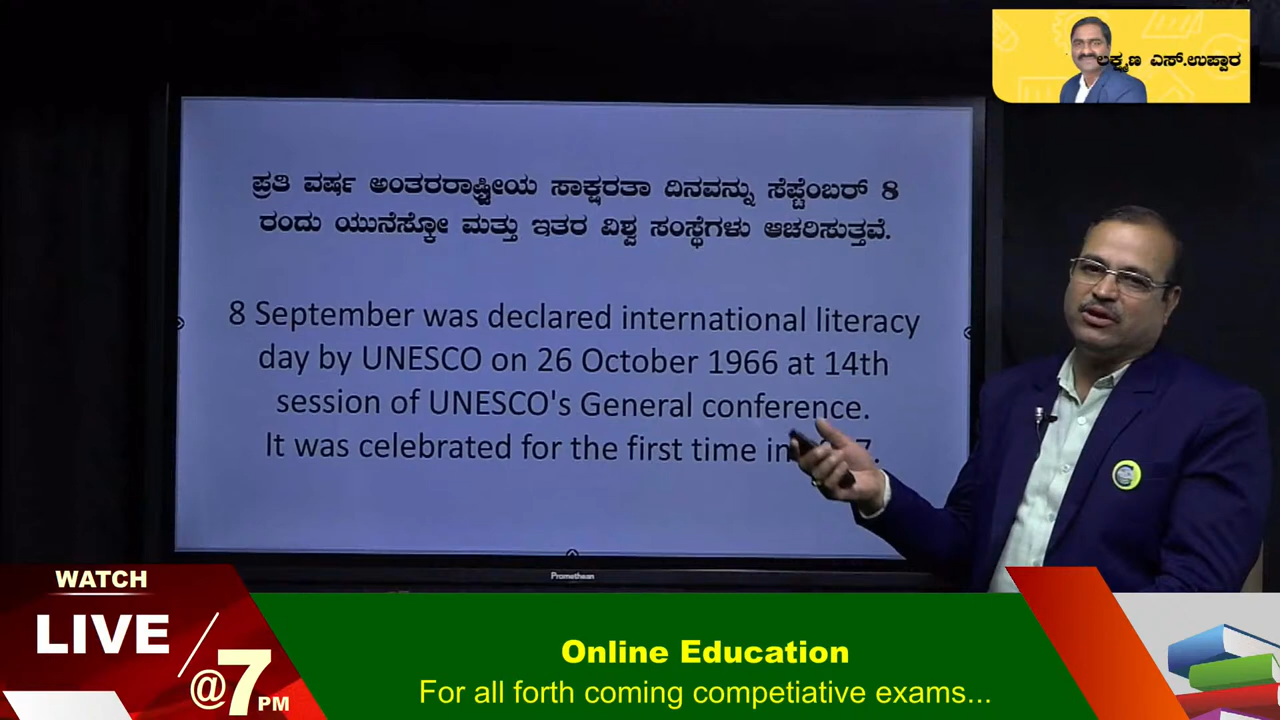 ಲಕ್ಷ್ಮಣ ಎಸ್.ಉಪ್ಪಾರ
ಪ್ರತಿ ವರ್ಷ ಅಂತರರಾಷ್ಟ್ರೀಯ ಸಾಕ್ಷರತಾ ದಿನವನ್ನು ಸೆಪ್ಟೆಂಬರ್ 8
ರಂದು ಯುನೆಸ್ಕೋ ಮತ್ತು ಇತರ ವಿಶ್ವ ಸಂಸ್ಥೆಗಳು ಆಚರಿಸುತ್ತವೆ.
8 September was declared international literacy
day by UNESCO on 26 October 1966 at 14th
session of UNESCO's General conference.
It was celebrated for the first time in
Promethean
WATCH
LIVE
@7PM
Online Education
For all forth coming competiative exams...